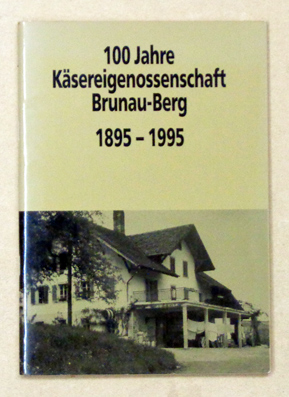 100 Jahre
Käsereigenossenschaft
Brunau-Berg
1895 – 1995